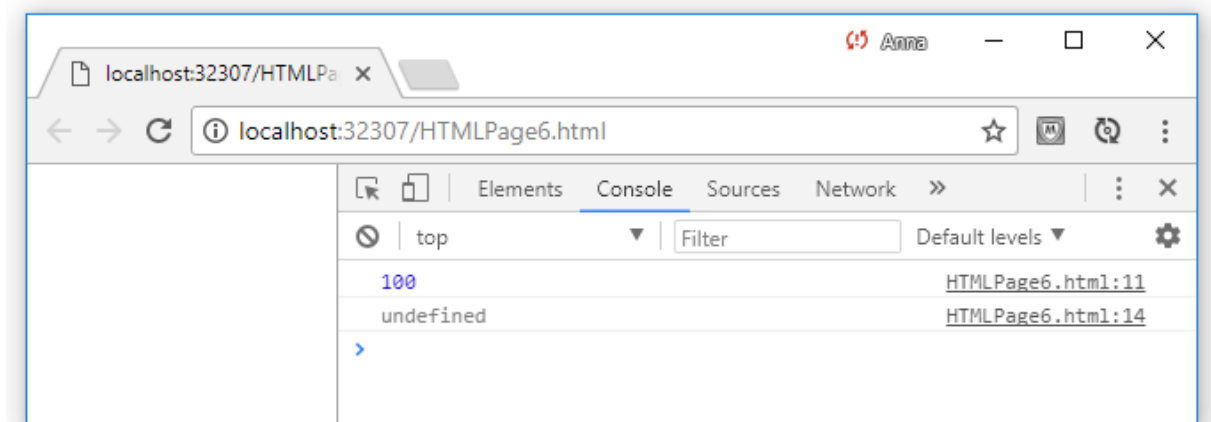 Anna
localhost:32307/HTMLPa
localhost:32307/HTMLPage6.html
Elements Console Sources Network »
top Filter Default levels
100 HTMLPage6.html:11
undefined HTMLPage6.html:14
>